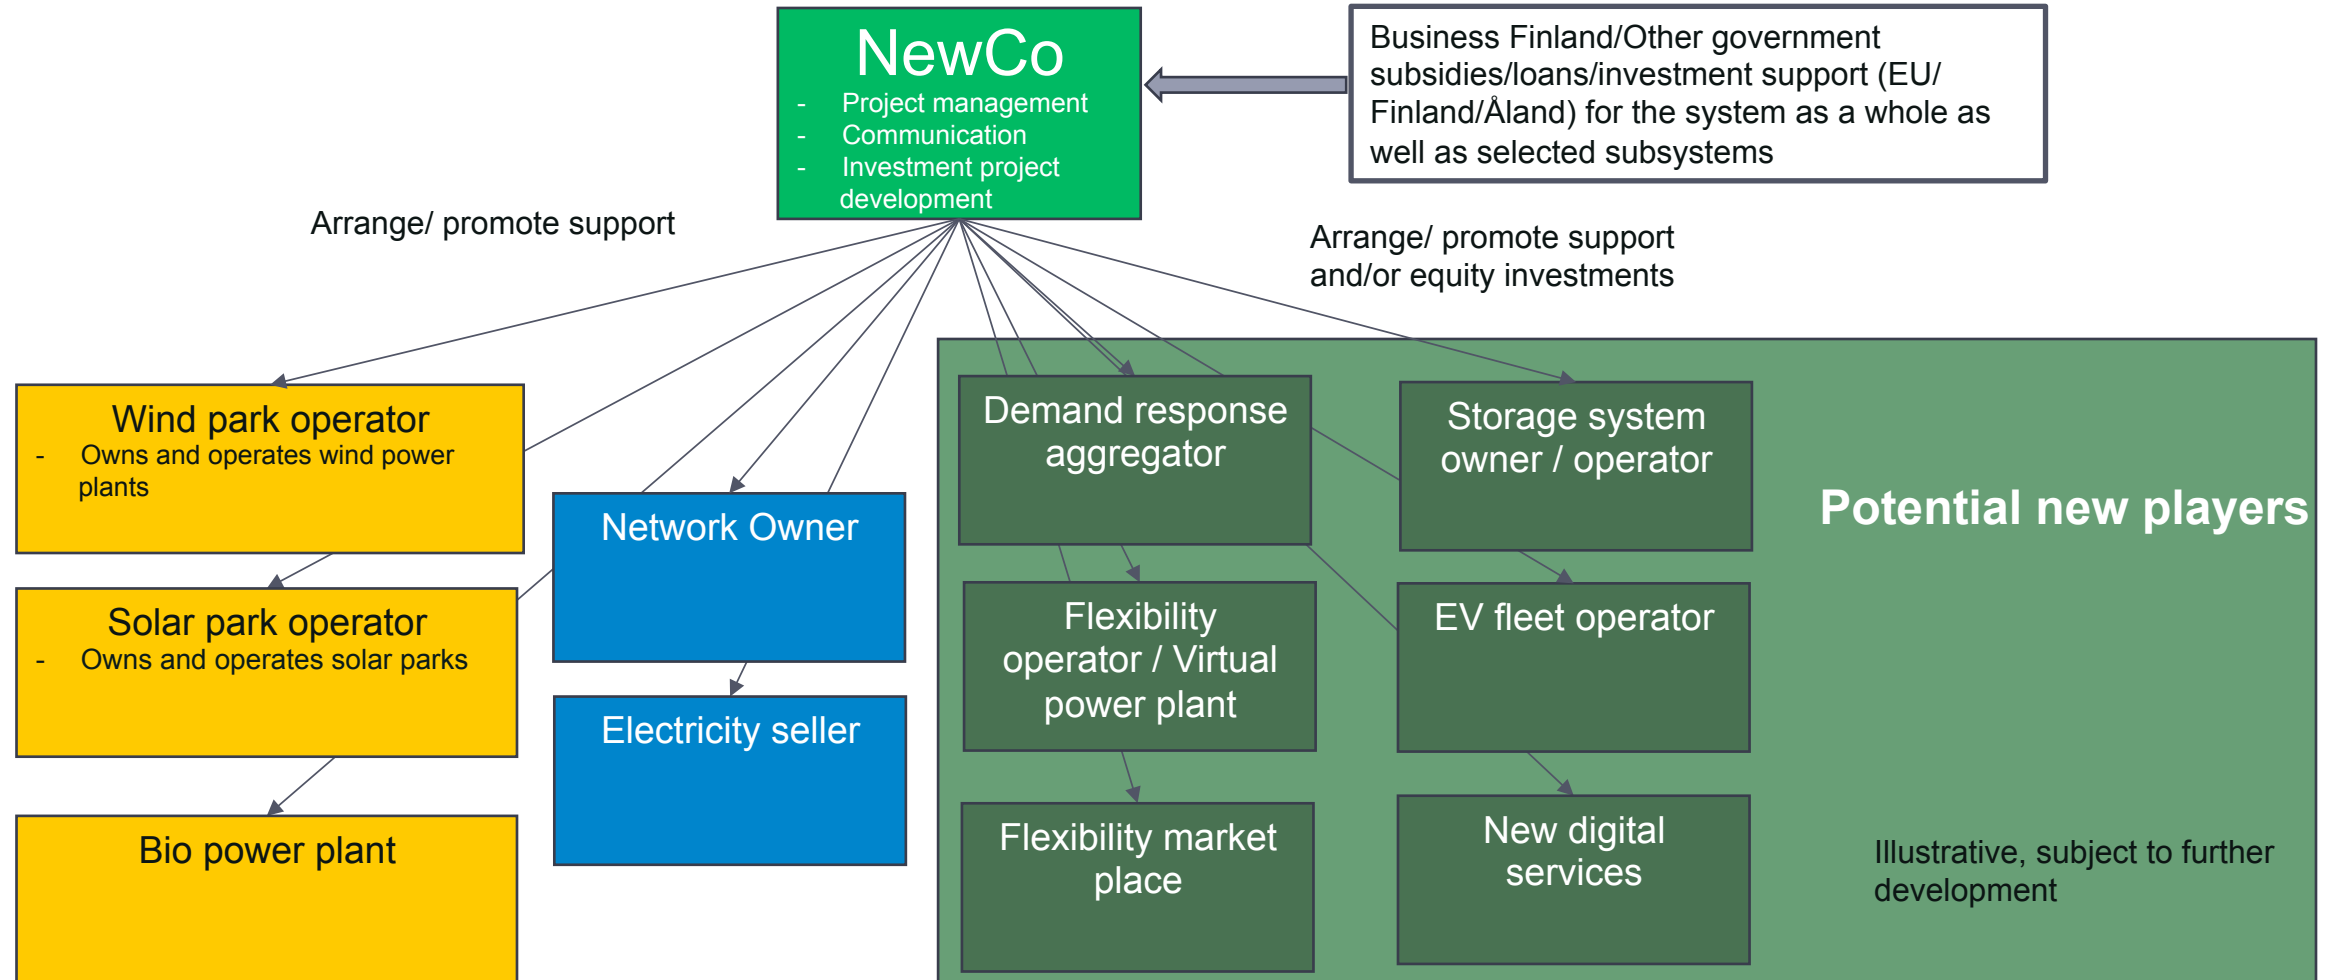 NewCo
- Project management
- Communication
- Investment project
development
Business Finland/Other government
subsidies/loans/investment support (EU/
Finland/Åland) for the system as a whole as
well as selected subsystems
Arrange/ promote support
Arrange/ promote support
and/or equity investments
Wind park operator
- Owns and operates wind power
plants
Solar park operator
- Owns and operates solar parks
Bio power plant
Network Owner
Electricity seller
Demand response
aggregator
Flexibility
operator / Virtual
power plant
Flexibility market
place
Storage system
owner / operator
EV fleet operator
New digital
services
Potential new players
Illustrative, subject to further
development